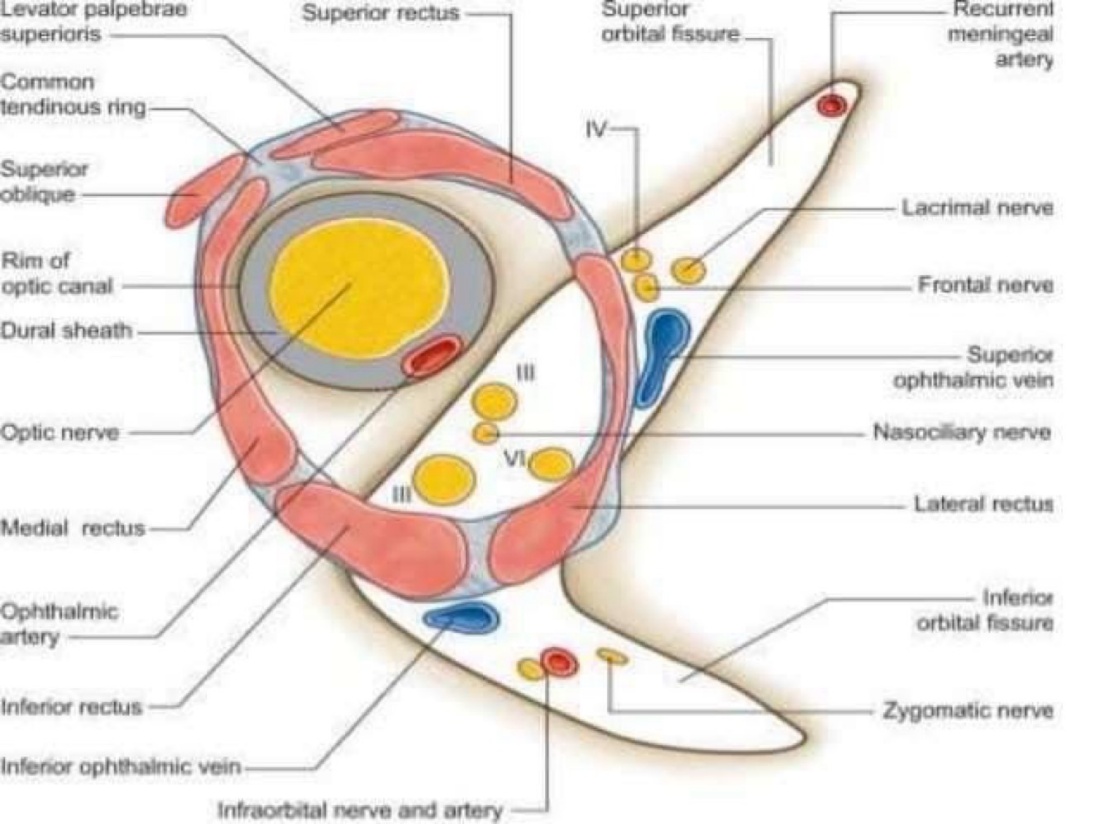 Levator palpebrae
superioris
Superior rectus
Superior
orbital fissure
Recurrent
meningeal
artery
Common
tendinous ring
IV
Superior
oblique
Lacrimal nerve
Rim of
optic canal
Frontal nerve
Dural sheath
Superior
ophthalmic vein
III
Optic nerve
Nasociliary nerve
VI
III
Medial rectus
Lateral rectus
Ophthalmic
artery
Inferior
orbital fissure
Inferior rectus
Zygomatic nerve
Inferior ophthalmic vein
Infraorbital nerve and artery